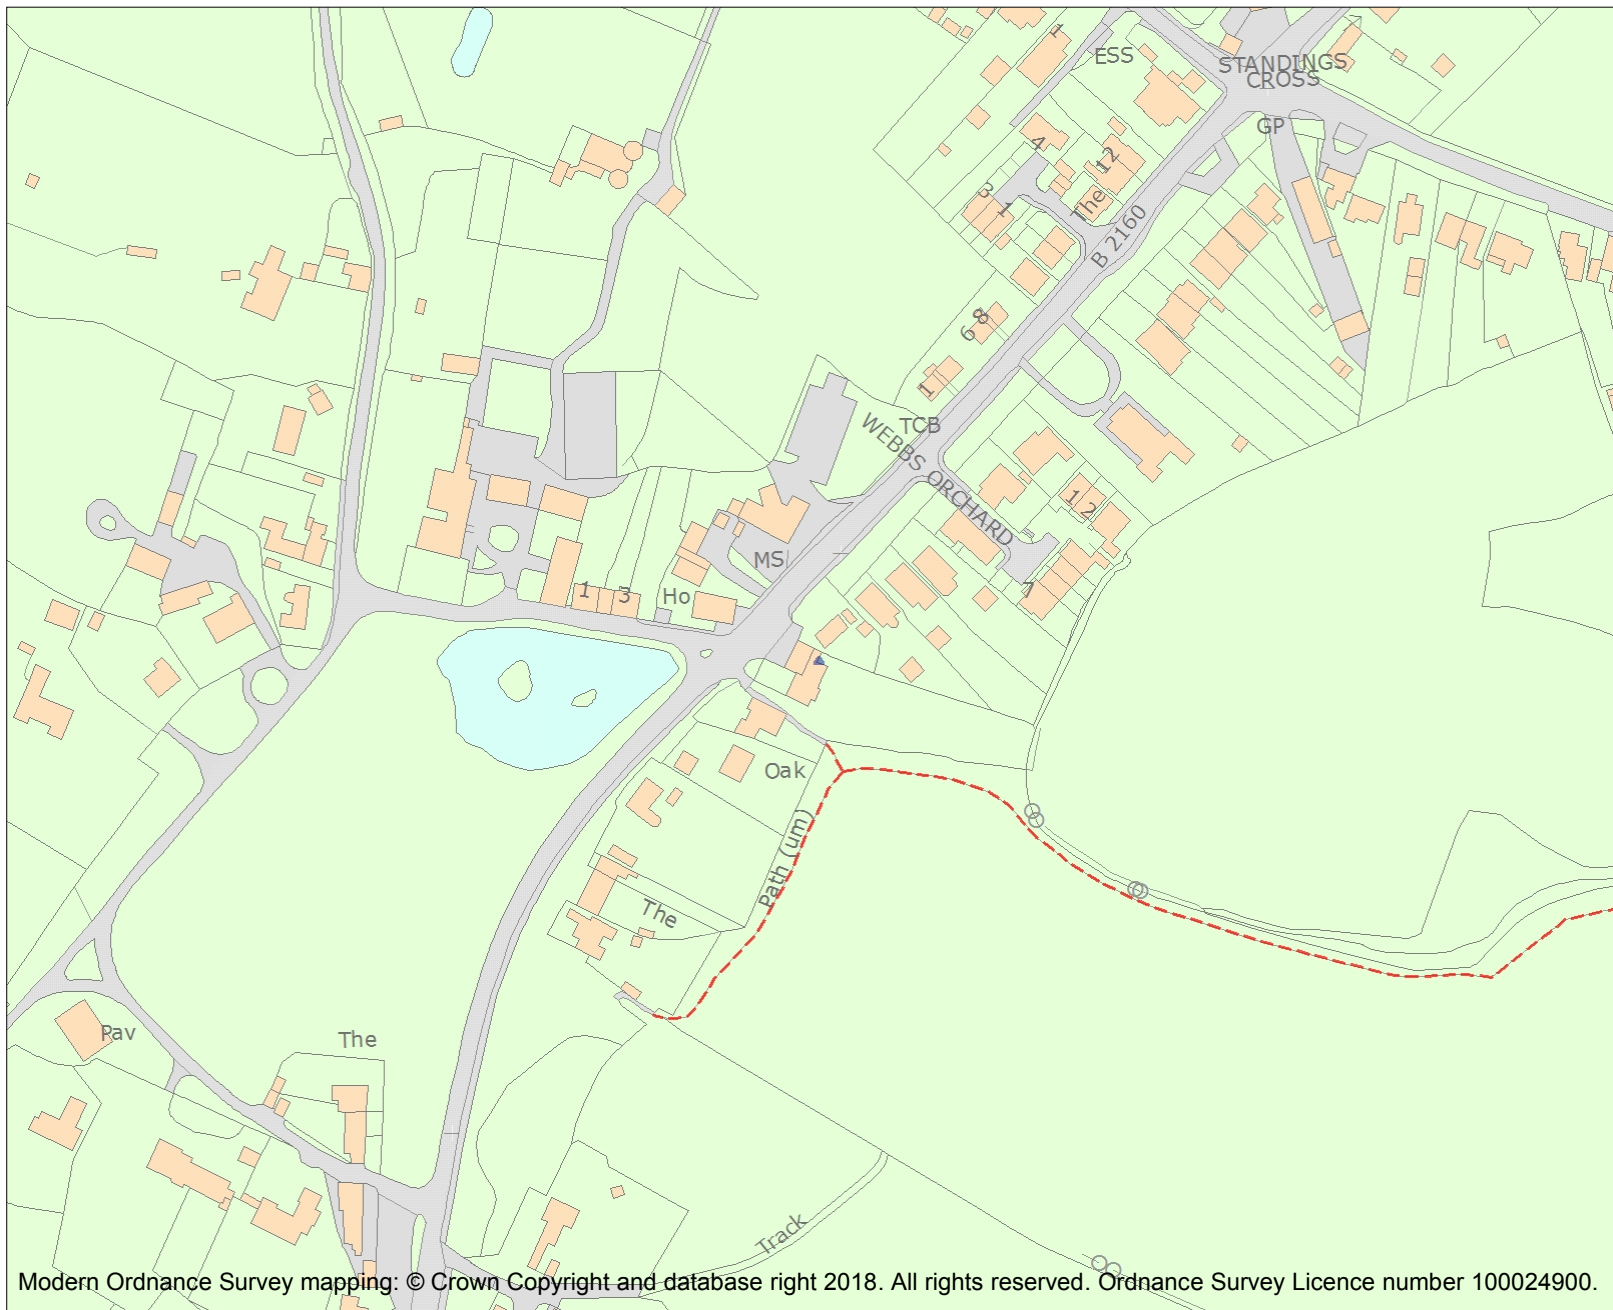 1
ESS
STANDINGS
CROSS
GP
4
12
3
1
The
B 2160
8
6
1
TCB
WEBBS ORCHARD
1
2
MS
7
1
3
Ho
Oak
Path (um)
The
Pav
The
Track
Modern Ordnance Survey mapping: © Crown Copyright and database right 2018. All rights reserved. Ordnance Survey Licence number 100024900.